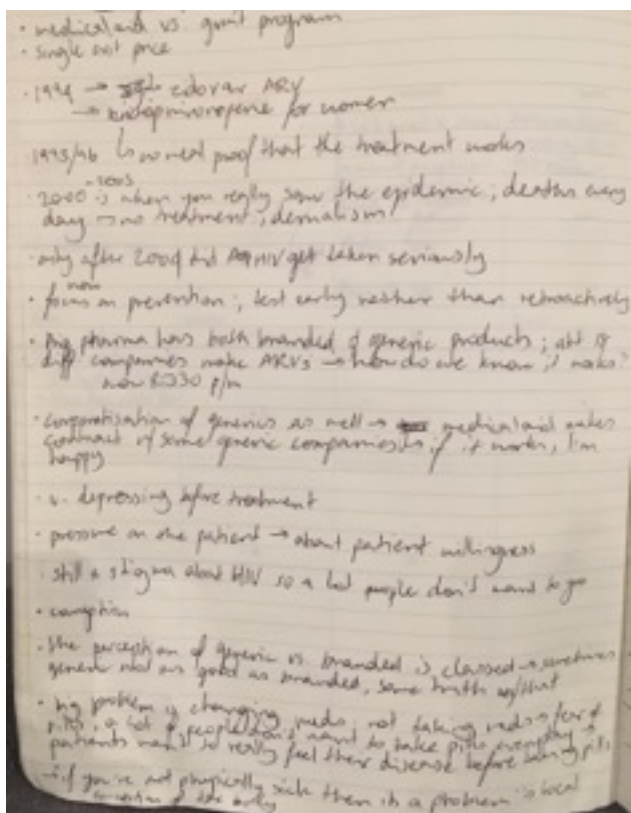 · medical aid vs. gvmt program
· single exit price
· 1994 → ARV
→ for women
1995/96 ↳ no real proof that the treatment works
-2005
· 2000 is when you really saw the epidemic; deaths every
day → no treatment; denialism
· only after 2004 did HIV get taken seriously
now
· focus on prevention; test early rather than retroactively
· Big pharma has both branded & generic products; of
diff companies make ARVs → how do we know it works?
now R330 p/m
· corporatisation of generics as well → medical aid makes
contract w/ some generic companies if it works, I'm
happy
· v. depressing before treatment
· pressure on the patient → about patient willingness
· still a stigma about HIV so a lot people don't want to go
· corruption
· the perception of generic vs. branded is classed → sometimes
generic not as good as branded, some truth w/ that
· big problem is changing meds, not taking meds
pills, a lot of people don't want to take pills everyday →
patients need to really feel their disease before taking pills
→ if you're not physically sick then its a problem local
of the body